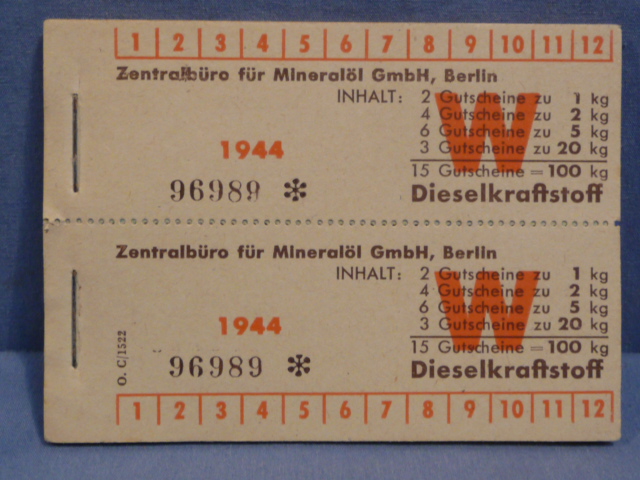 1 2 3 4 5 6 7 8 9 10 11 12
Zentralbüro für Mineralöl GmbH, Berlin
INHALT: 2 Gutscheine zu 1 kg
4 Gutscheine zu 2 kg
6 Gutscheine zu 5 kg
3 Gutscheine zu 20 kg
15 Gutscheine = 100 kg
W
1944
96989 *
Dieselkraftstoff
Zentralbüro für Mineralöl GmbH, Berlin
INHALT: 2 Gutscheine zu 1 kg
4 Gutscheine zu 2 kg
6 Gutscheine zu 5 kg
3 Gutscheine zu 20 kg
15 Gutscheine = 100 kg
W
1944
96989 *
Dieselkraftstoff
O. C/1522
1 2 3 4 5 6 7 8 9 10 11 12